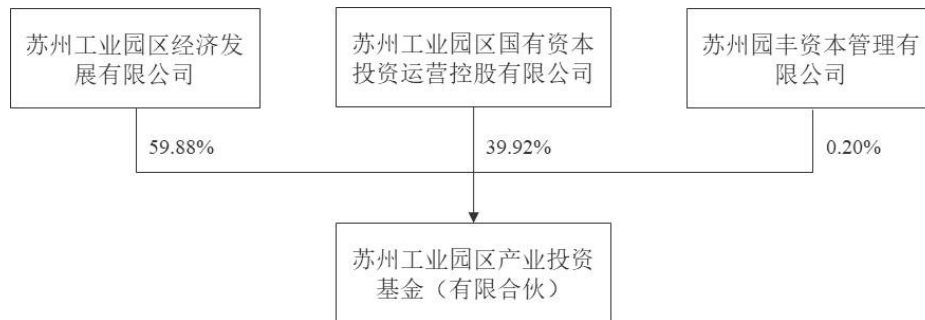 苏州工业园区经济发
展有限公司
苏州工业园区国有资本
投资运营控股有限公司
苏州园丰资本管理有
限公司
59.88%
39.92%
0.20%
苏州工业园区产业投资
基金（有限合伙）